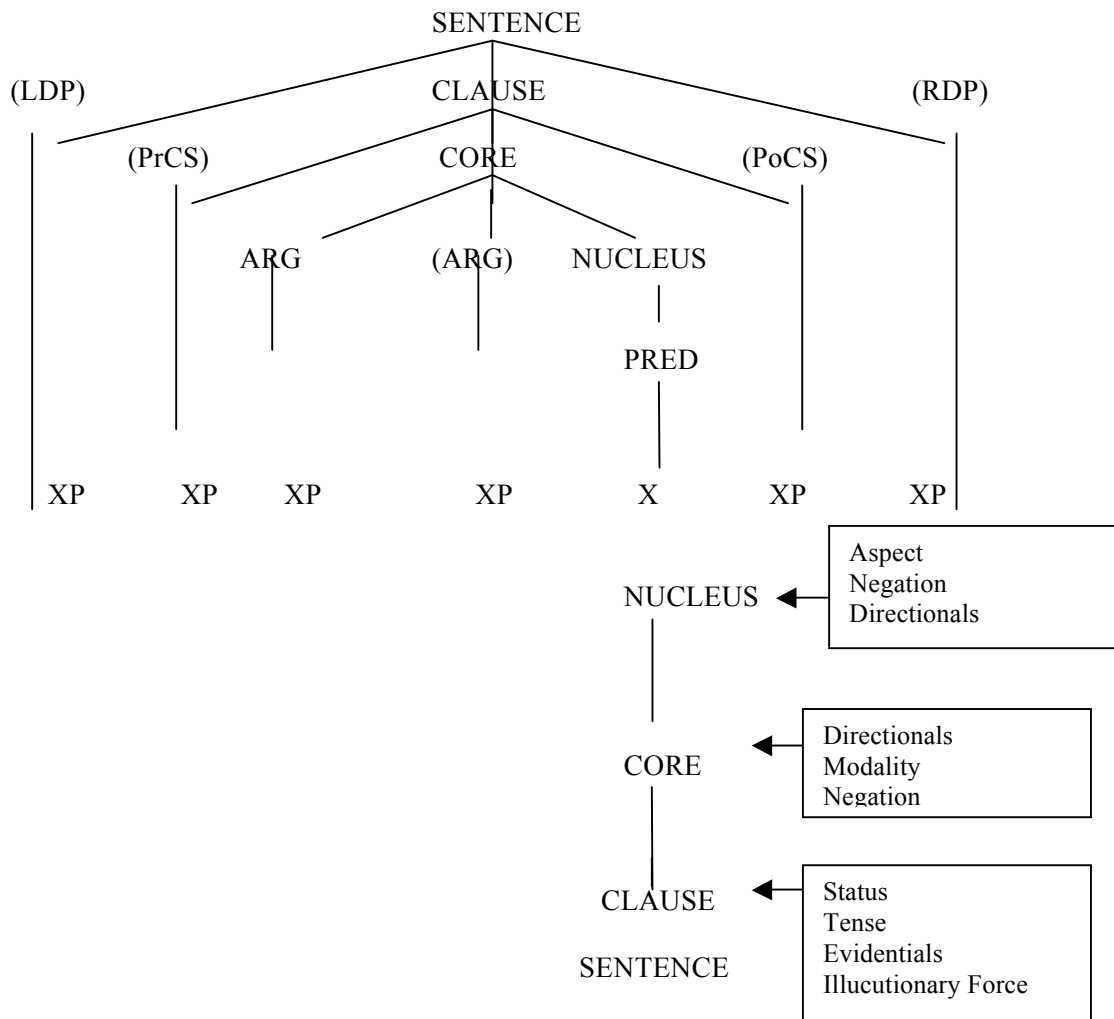 SENTENCE
(LDP) CLAUSE (RDP)
(PrCS) CORE (PoCS)
ARG (ARG) NUCLEUS
PRED
XP XP XP XP X XP XP
Aspect
NUCLEUS Negation
Directionals
Directionals
CORE Modality
Negation
Status
CLAUSE Tense
Evidentials
SENTENCE Illucutionary Force